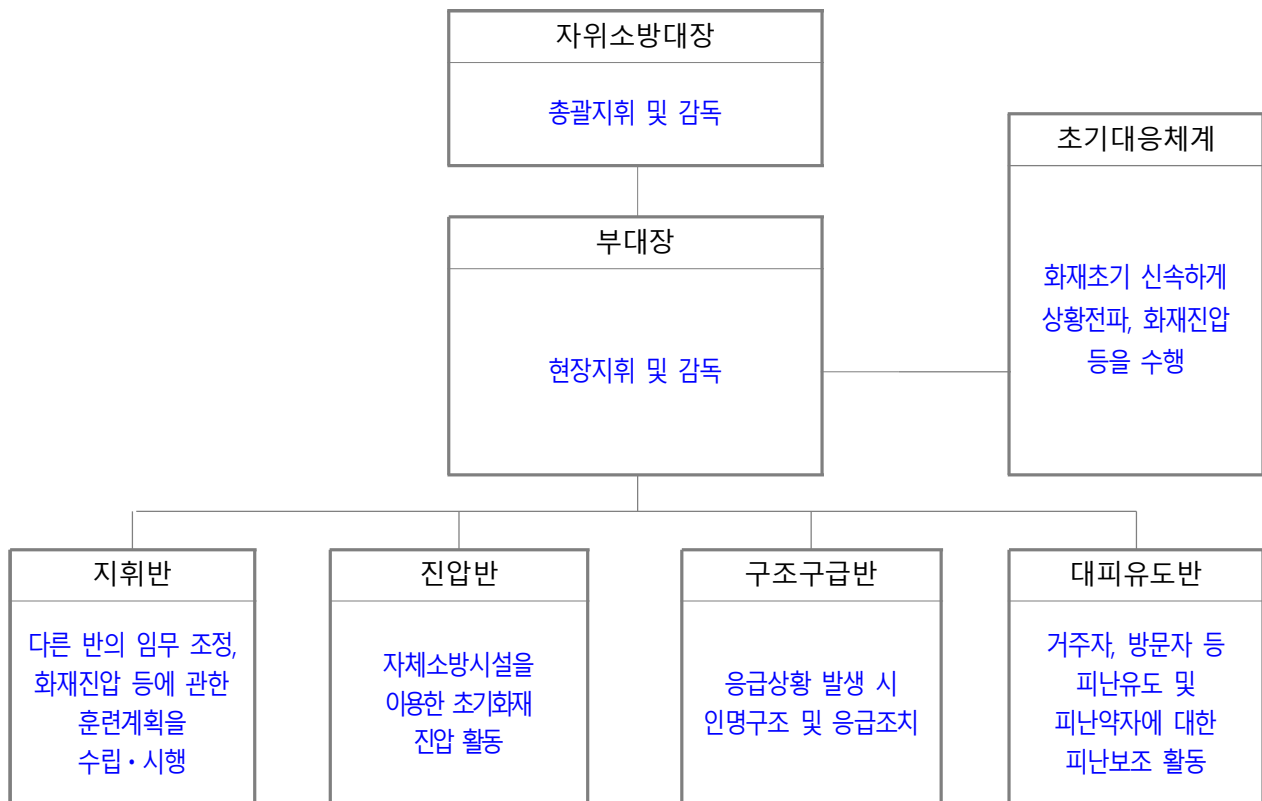 자위소방대장
총괄지휘 및 감독
초기대응체계
화재초기 신속하게
상황전파, 화재진압
등을 수행
부대장
현장지휘 및 감독
지휘반
다른 반의 임무 조정,
화재진압 등에 관한
훈련계획을
수립・시행
진압반
자체소방시설을
이용한 초기화재
진압 활동
구조구급반
응급상황 발생 시
인명구조 및 응급조치
대피유도반
거주자, 방문자 등
피난유도 및
피난약자에 대한
피난보조 활동